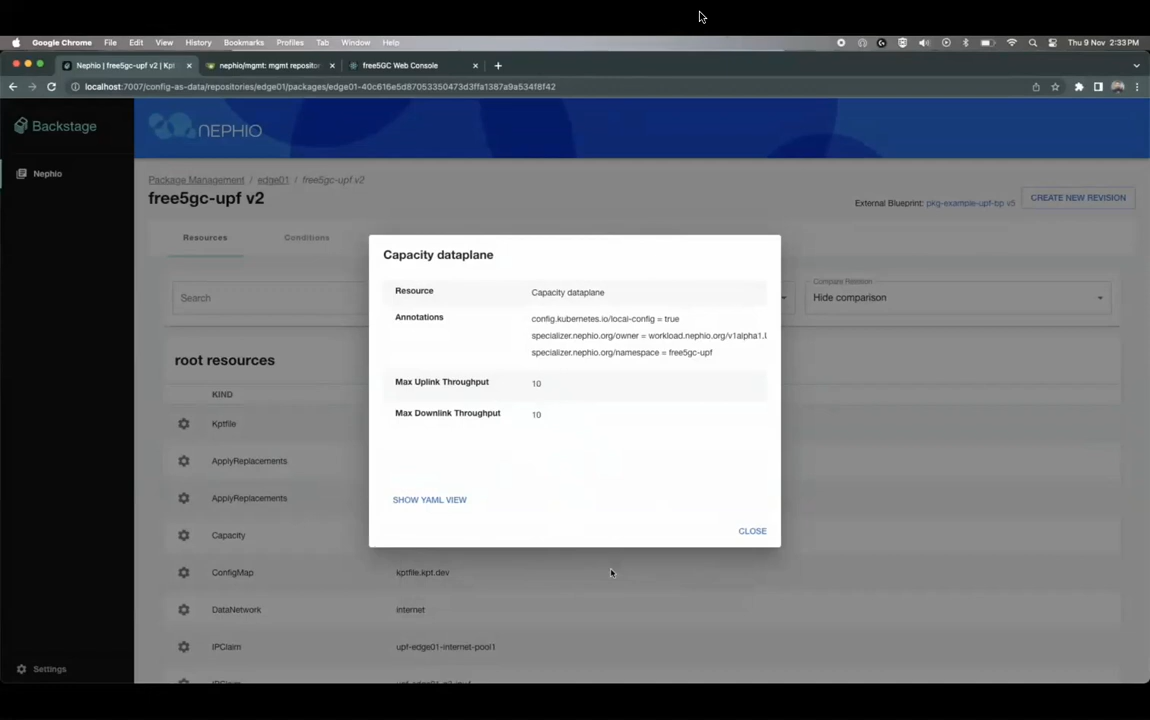 Google Chrome File Edit View History Bookmarks Profiles Tab Window Help Thu 9 Nov 2:33 PM
Nephio | free5gc-upf v2 | Kpt nephio/mgmt: mgmt repositor free5GC Web Console
localhost:7007/config-as-data/repositories/edge01/packages/edge01-40c616e5d87053350473d3ffa1387a9a534f8f42
Backstage
NEPHIO
Nephio
Package Management / edge01 / free5gc-upf v2
free5gc-upf v2
External Blueprint: pkg-example-upf-bp v5
CREATE NEW REVISION
Resources Conditions
Capacity dataplane
Resource Capacity dataplane
Annotations config.kubernetes.io/local-config = true
specializer.nephio.org/owner = workload.nephio.org/v1alpha1.
specializer.nephio.org/namespace = free5gc-upf
Max Uplink Throughput 10
Max Downlink Throughput 10
SHOW YAML VIEW
CLOSE
Search
Compare Revision
Hide comparison
root resources
KIND
Kptfile
ApplyReplacements
ApplyReplacements
Capacity
ConfigMap kptfile.kpt.dev
DataNetwork internet
IPClaim upf-edge01-internet-pool1
Settings